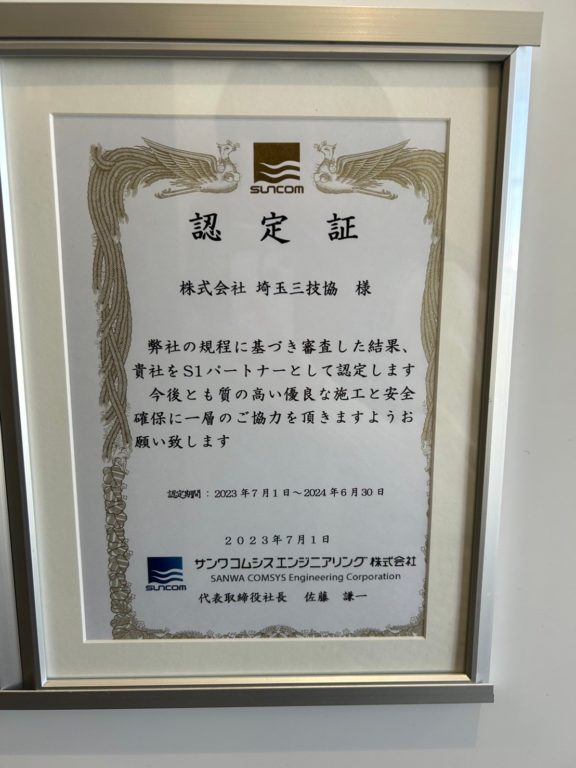 SUNCOM
認定証
株式会社 埼玉三技協 様
弊社の規程に基づき審査した結果、
貴社をS1パートナーとして認定します
今後とも質の高い優良な施工と安全
確保に一層のご協力を頂きますようお
願い致します
認定期間：2023年7月1日～2024年6月30日
2023年7月1日
SUNCOM
サンワコムシスエンジニアリング株式会社
SANWA COMSYS Engineering Corporation
代表取締役社長 佐藤 謙一